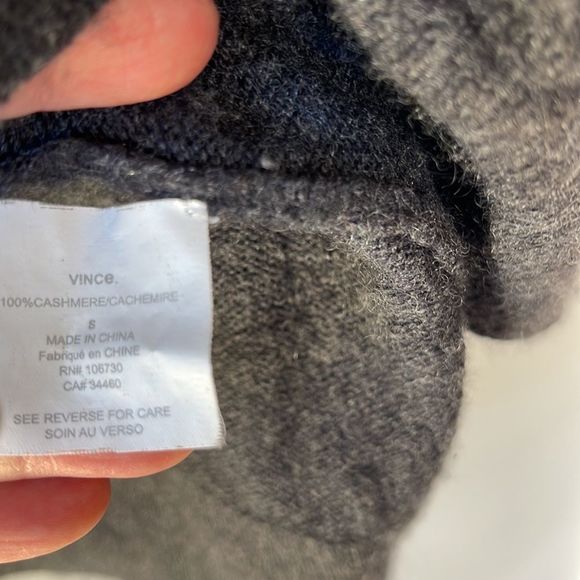 VINCe.
100%CASHMERE/CACHEMIRE
S
MADE IN CHINA
Fabriqué en CHINE
RN# 106730
CA# 34460
SEE REVERSE FOR CARE
SOIN AU VERSO